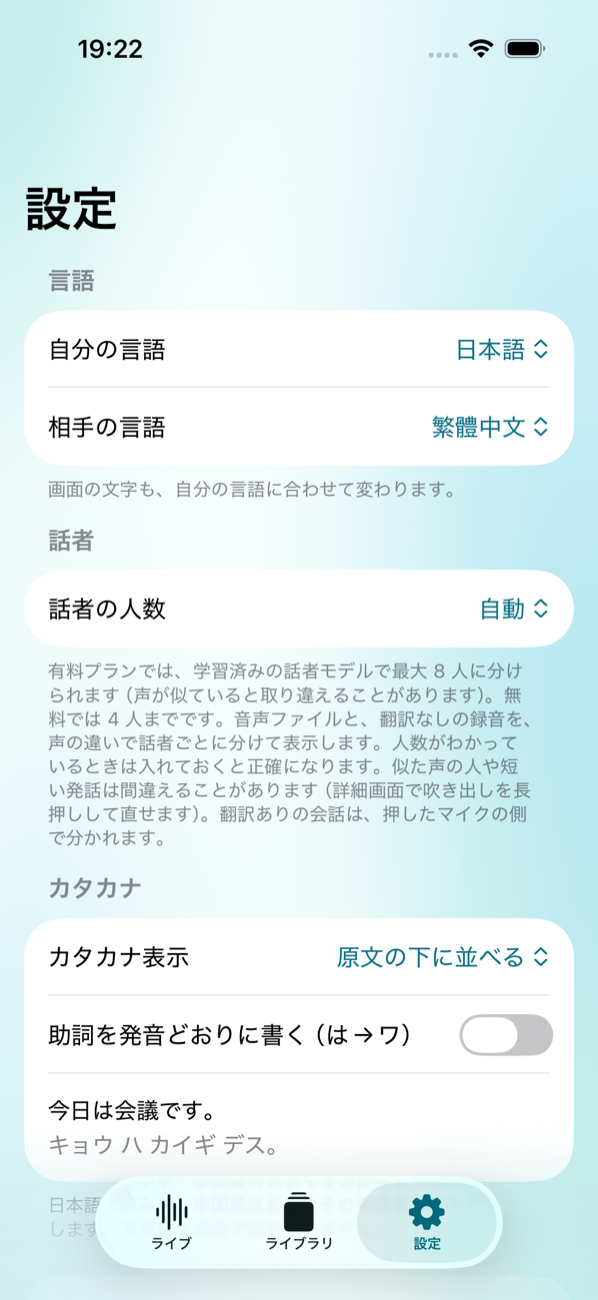 19:22
設定
言語
自分の言語 日本語
相手の言語 繁體中文
画面の文字も、自分の言語に合わせて変わります。
話者
話者の人数 自動
有料プランでは、学習済みの話者モデルで最大 8 人に分け
られます（声が似ていると取り違えることがあります）。無
料では 4 人までです。音声ファイルと、翻訳なしの録音を、
声の違いで話者ごとに分けて表示します。人数がわかって
いるときは入れておくと正確になります。似た声の人や短
い発話は間違えることがあります（詳細画面で吹き出しを長
押しして直せます）。翻訳ありの会話は、押したマイクの側
で分かれます。
カタカナ
カタカナ表示 原文の下に並べる
助詞を発音どおりに書く（は→ワ）
今日は会議です。
キョウ ハ カイギ デス。
日本語
します
ライブ ライブラリ 設定